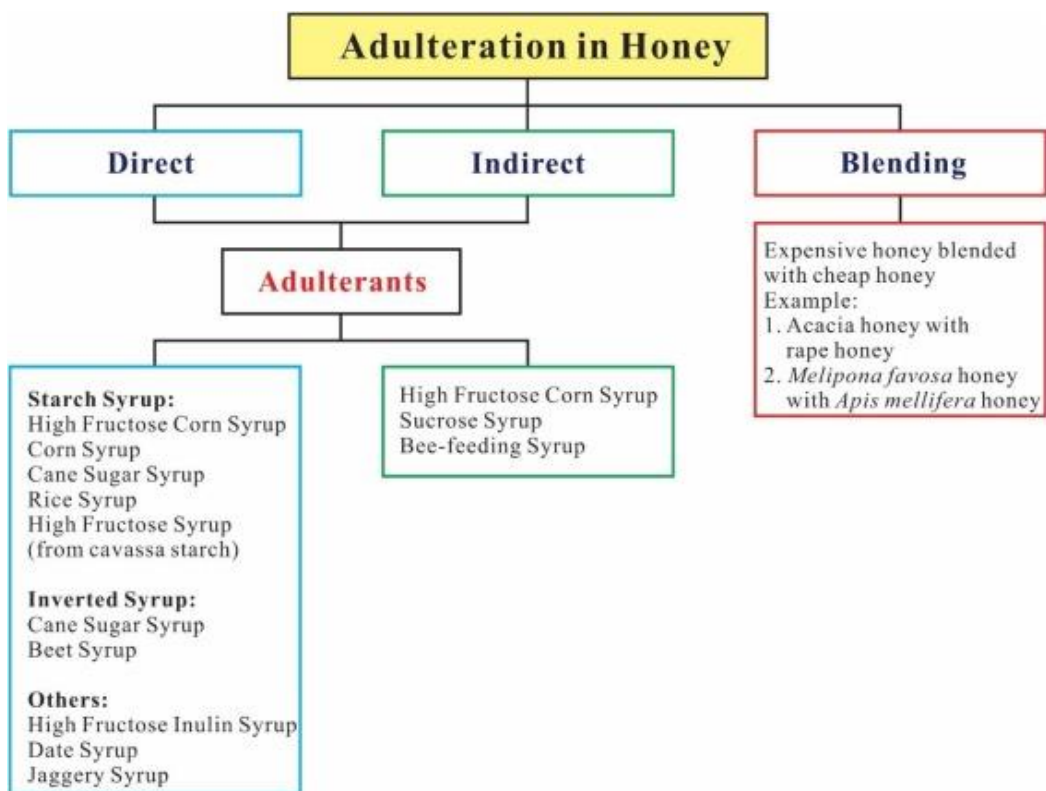 Adulteration in Honey
Direct
Indirect
Blending
Adulterants
Expensive honey blended
with cheap honey
Example:
1. Acacia honey with
rape honey
2. Melipona favosa honey
with Apis mellifera honey
Starch Syrup:
High Fructose Corn Syrup
Corn Syrup
Cane Sugar Syrup
Rice Syrup
High Fructose Syrup
(from cavassa starch)
Inverted Syrup:
Cane Sugar Syrup
Beet Syrup
Others:
High Fructose Inulin Syrup
Date Syrup
Jaggery Syrup
High Fructose Corn Syrup
Sucrose Syrup
Bee-feeding Syrup